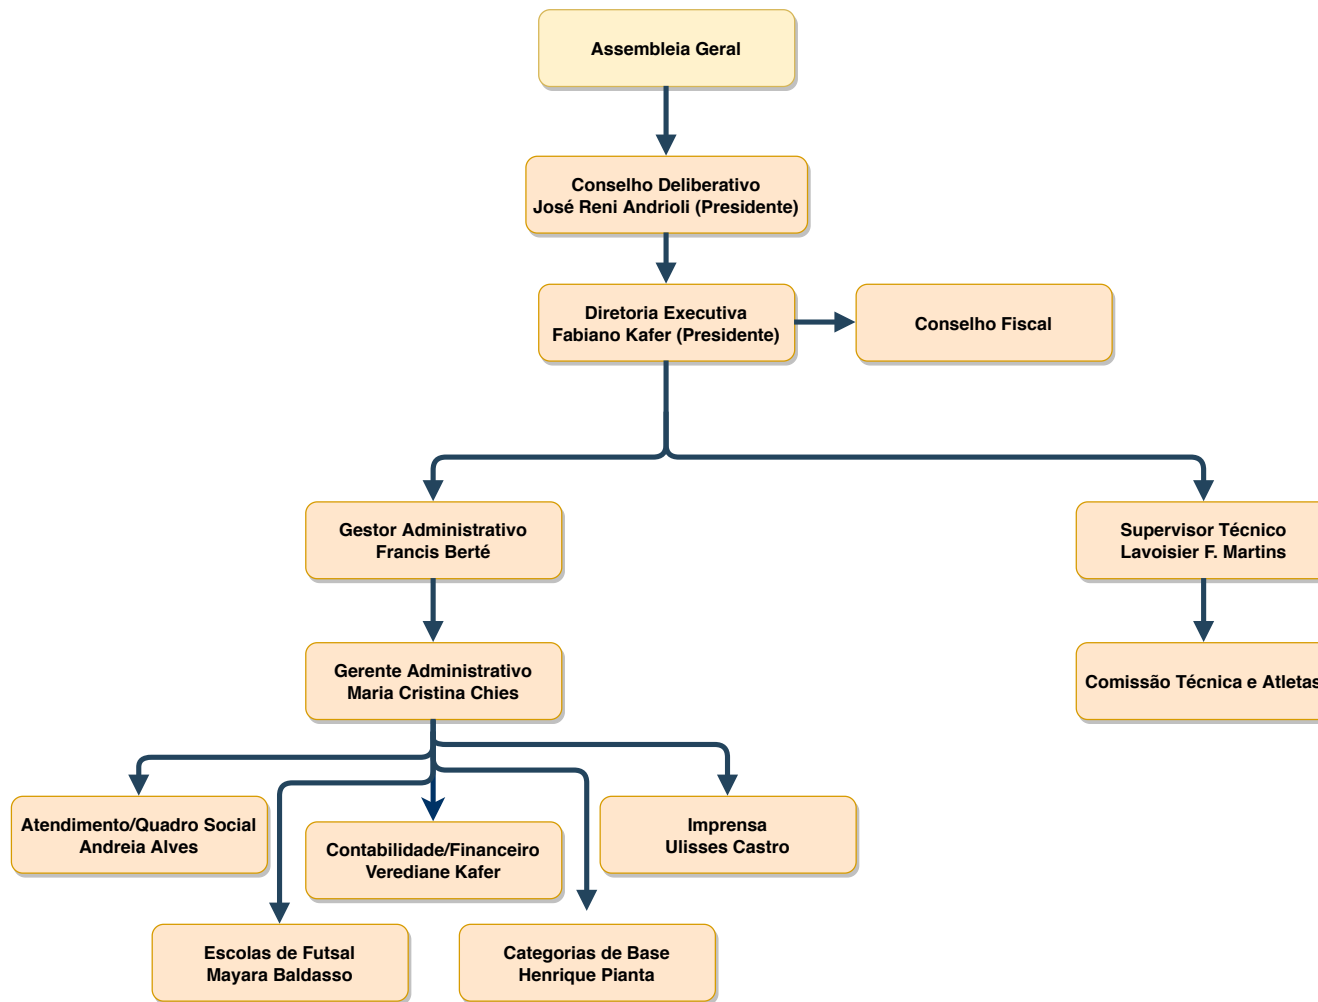 Assembleia Geral
Conselho Deliberativo
José Reni Andrioli (Presidente)
Diretoria Executiva
Fabiano Kafer (Presidente)
Conselho Fiscal
Gestor Administrativo
Francis Berté
Supervisor Técnico
Lavoisier F. Martins
Gerente Administrativo
Maria Cristina Chies
Comissão Técnica e Atletas
Atendimento/Quadro Social
Andreia Alves
Contabilidade/Financeiro
Verediane Kafer
Imprensa
Ulisses Castro
Escolas de Futsal
Mayara Baldasso
Categorias de Base
Henrique Pianta